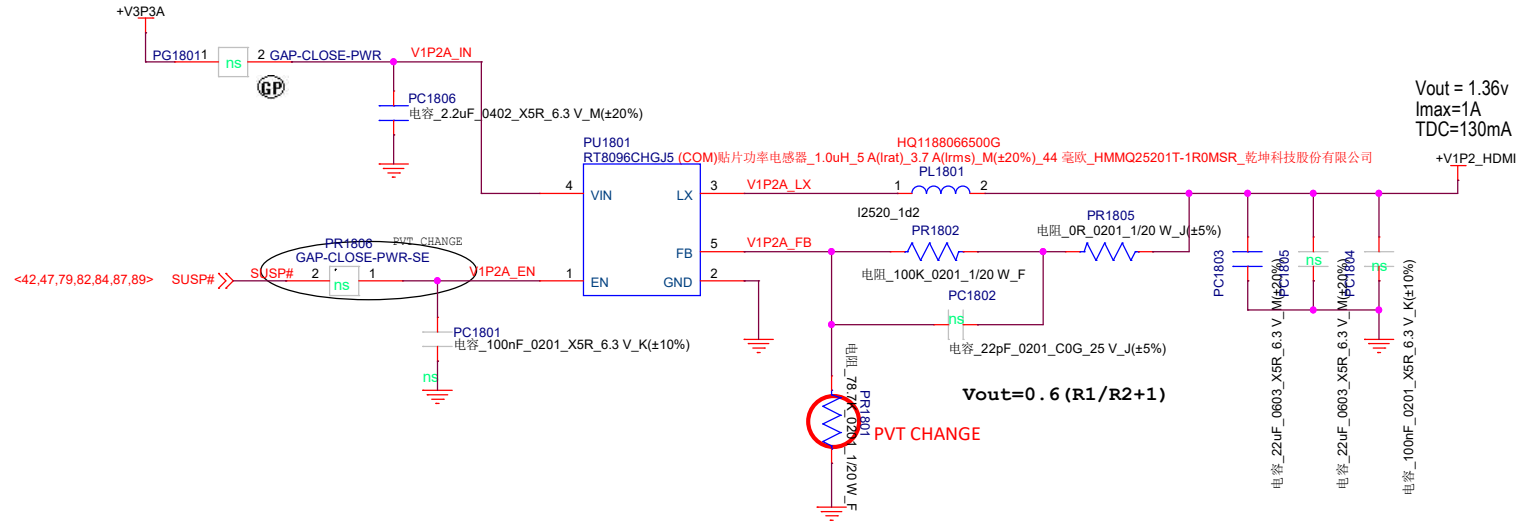 +V3P3A
PG1801
1
ns
2
GAP-CLOSE-PWR
V1P2A_IN
GP
PC1806
电容_2.2uF_0402_X5R_6.3 V_M(±20%)
Vout = 1.36v
Imax=1A
TDC=130mA
+V1P2_HDMI
PU1801
RT8096CHGJ5
HQ1188066500G
(COM)贴片功率电感器_1.0uH_5 A(Irat)_3.7 A(Irms)_M(±20%)_44 毫欧_HMMQ25201T-1R0MSR_乾坤科技股份有限公司
4
VIN
LX
3
V1P2A_LX
1
PL1801
2
I2520_1d2
FB
5
V1P2A_FB
PR1802
电阻_100K_0201_1/20 W_F
PR1805
电阻_0R_0201_1/20 W_J(±5%)
PC1802
ns
电容_22pF_0201_C0G_25 V_J(±5%)
<42,47,79,82,84,87,89>
SUSP#
SUSP#
PR1806
PVT CHANGE
GAP-CLOSE-PWR-SE
2
ns
1
V1P2A_EN
1
EN
GND
2
PC1801
电容_100nF_0201_X5R_6.3 V_K(±10%)
ns
电阻_78.7K_0201_1/20 W_F
PR1801
PVT CHANGE
Vout=0.6(R1/R2+1)
PC1803
电容_22uF_0603_X5R_6.3 V_M(±20%)
PC1805
ns
电容_22uF_0603_X5R_6.3 V_M(±20%)
PC1804
ns
电容_100nF_0201_X5R_6.3 V_K(±10%)